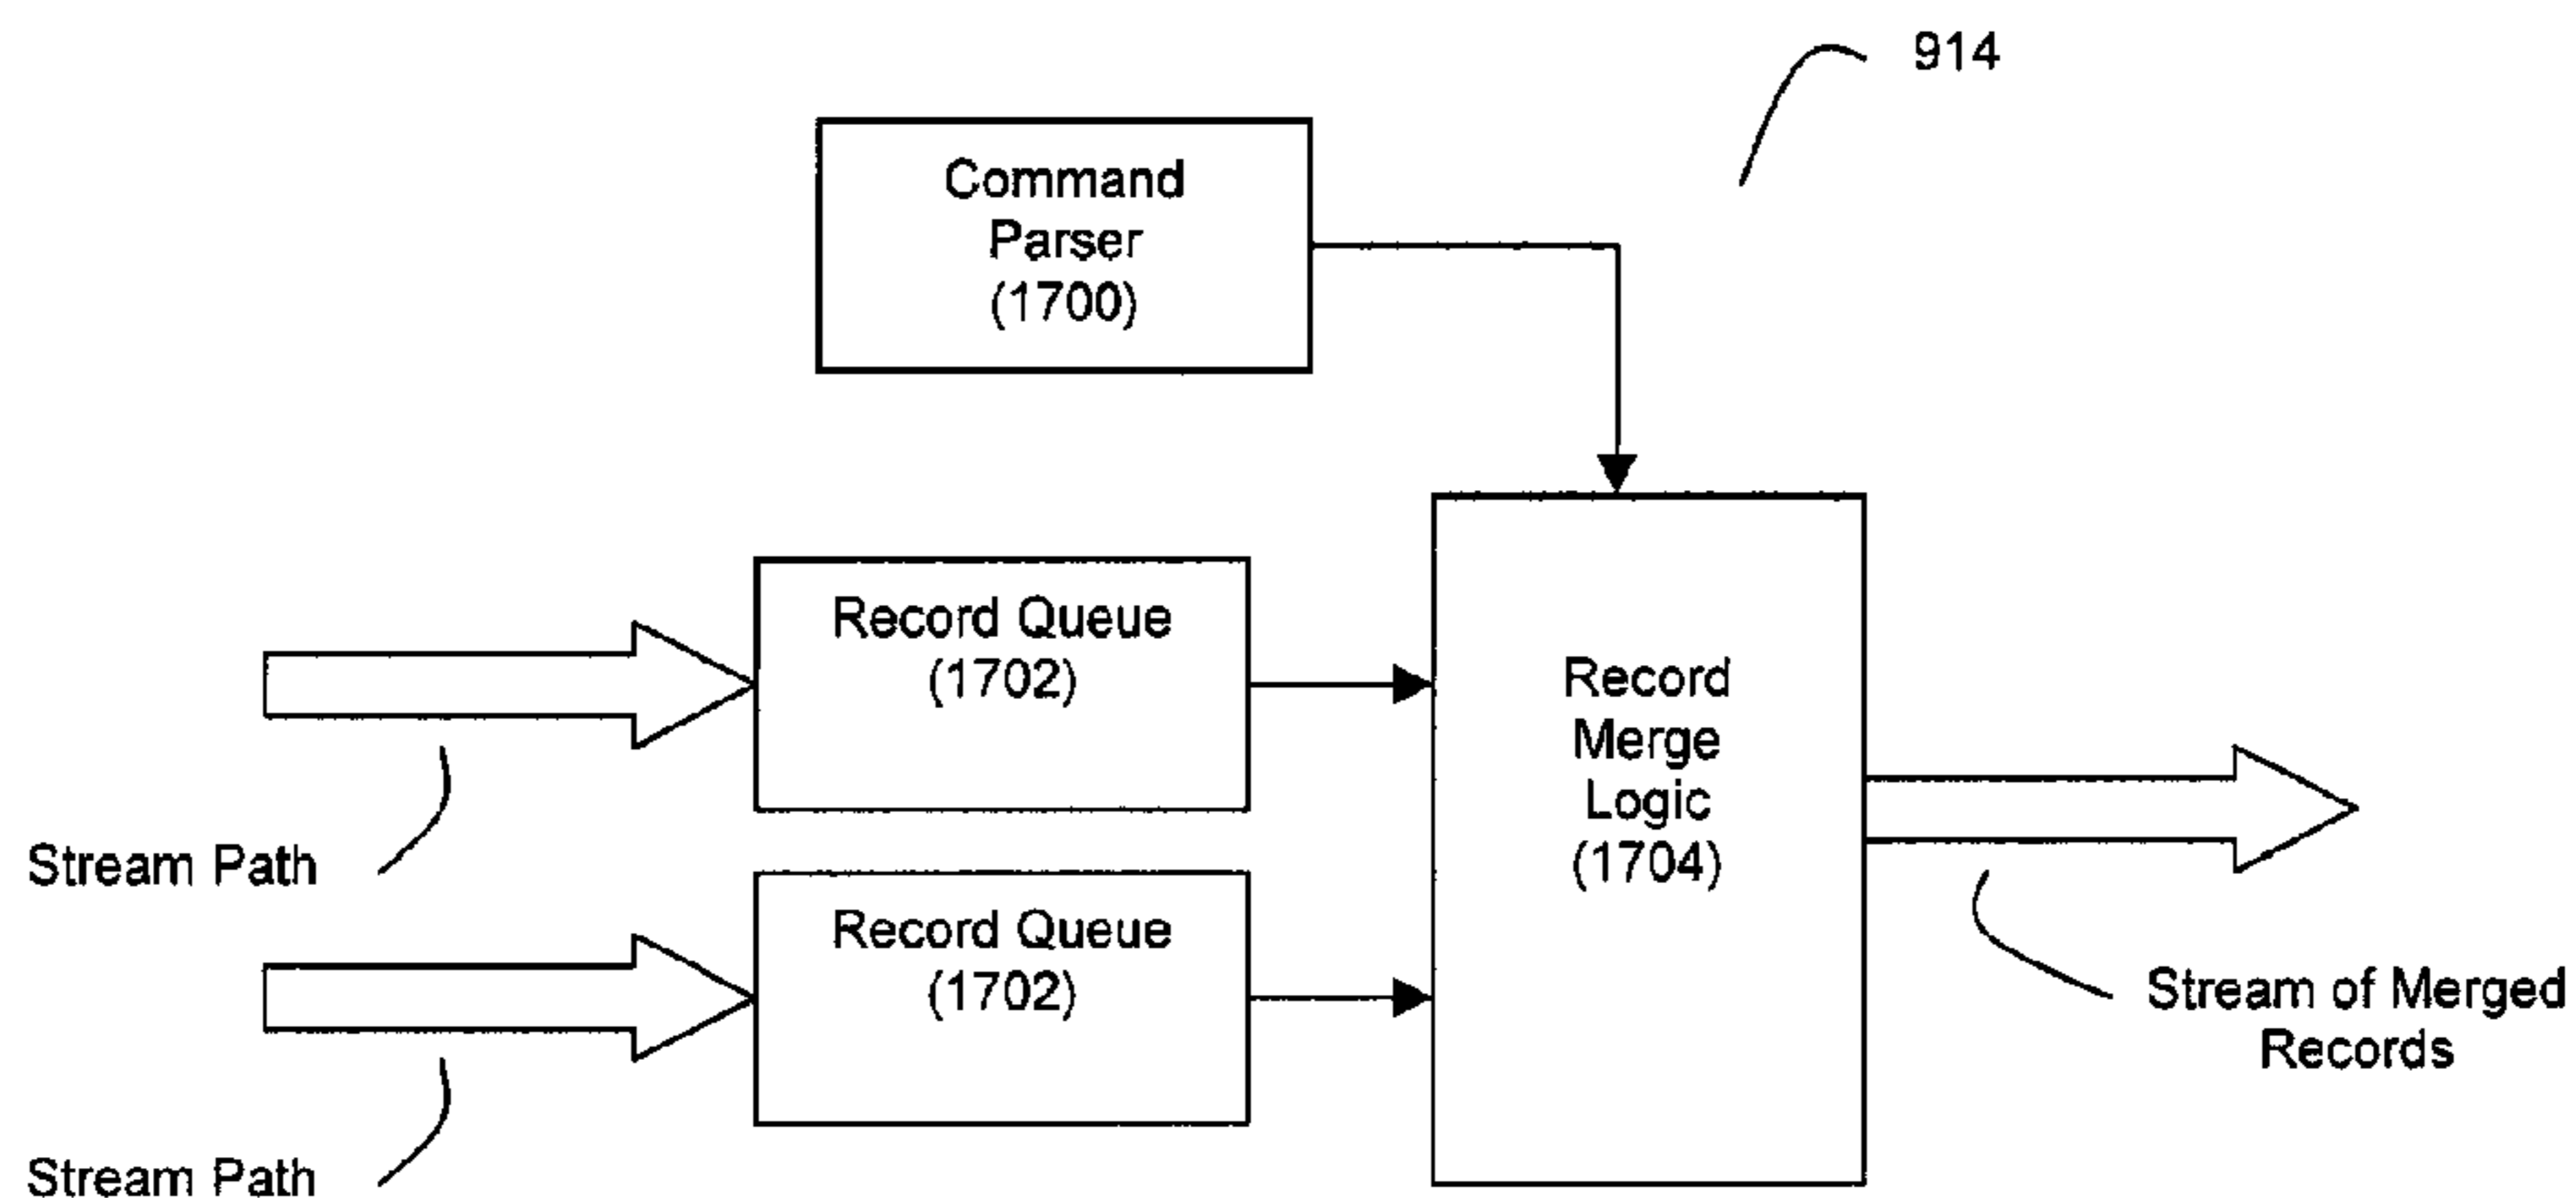 914
Command
Parser
(1700)
Record Queue
(1702)
Record
Merge
Logic
(1704)
Stream Path
Record Queue
(1702)
Stream of Merged
Records
Stream Path